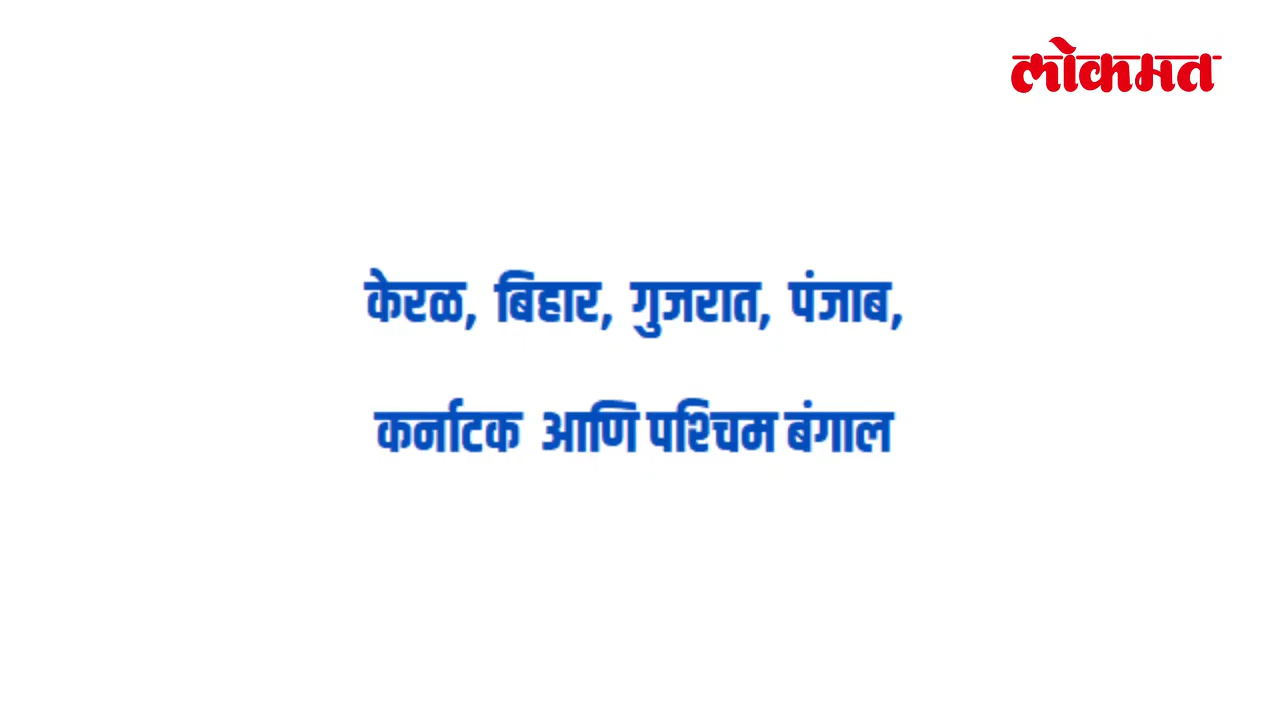 लोकमत
केरळ, बिहार, गुजरात, पंजाब,
कर्नाटक आणि पश्चिम बंगाल